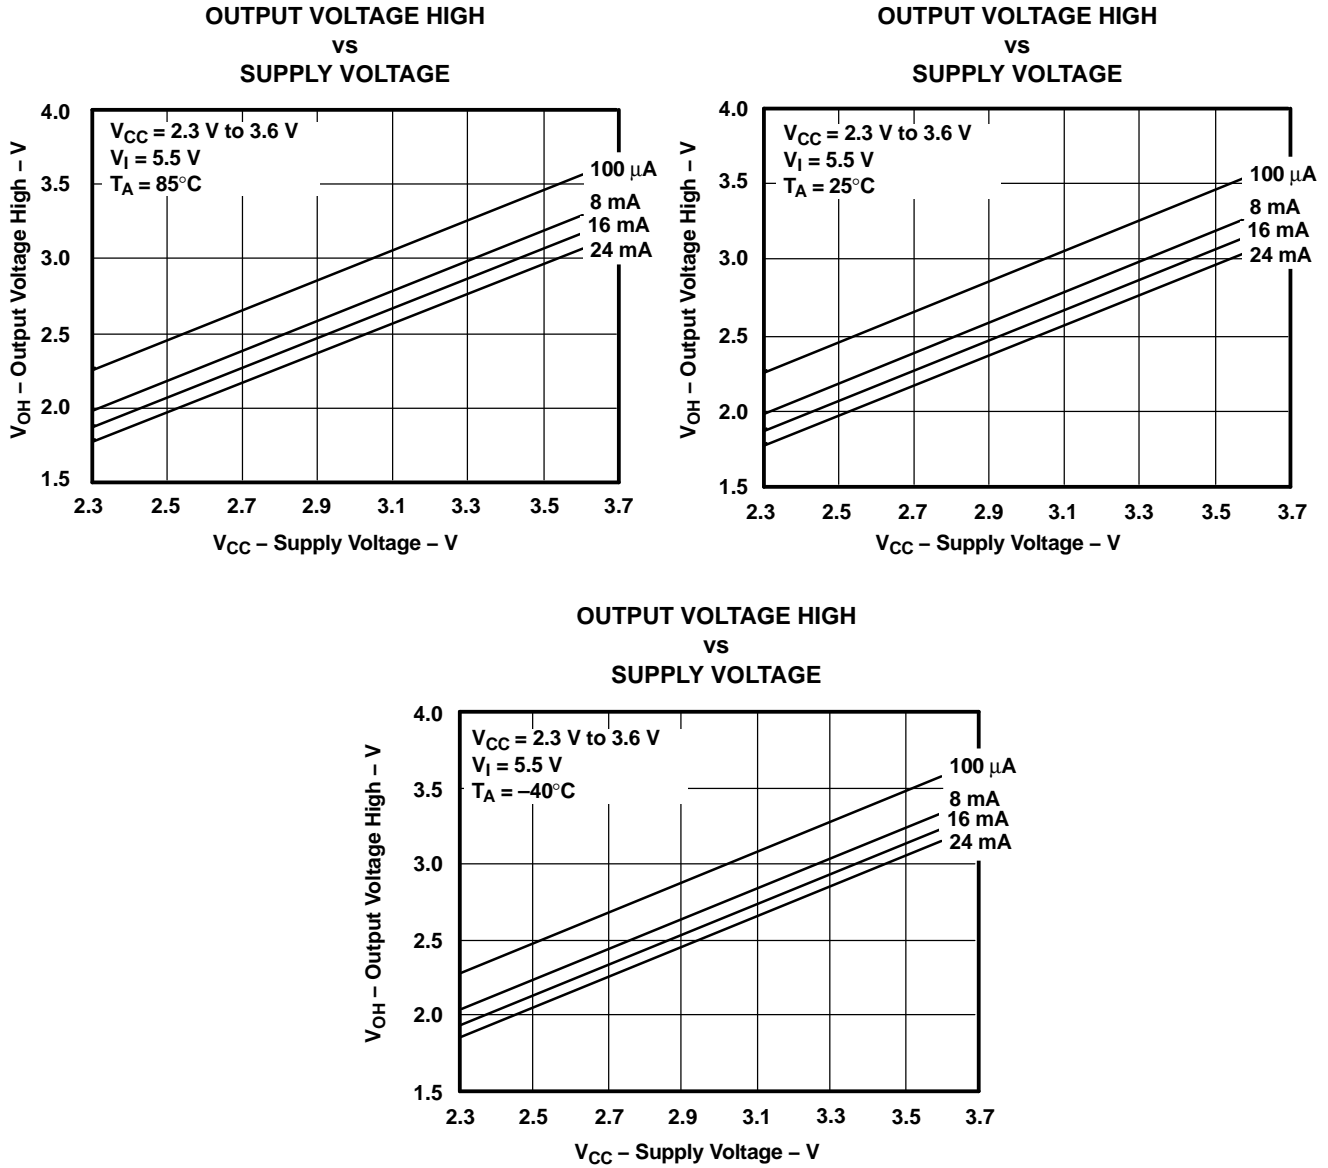 OUTPUT VOLTAGE HIGH
vs
SUPPLY VOLTAGE
V_OH – Output Voltage High – V
4.0
3.5
3.0
2.5
2.0
1.5
V_CC = 2.3 V to 3.6 V
V_I = 5.5 V
T_A = 85°C
100 μA
8 mA
16 mA
24 mA
2.3 2.5 2.7 2.9 3.1 3.3 3.5 3.7
V_CC – Supply Voltage – V
OUTPUT VOLTAGE HIGH
vs
SUPPLY VOLTAGE
V_OH – Output Voltage High – V
4.0
3.5
3.0
2.5
2.0
1.5
V_CC = 2.3 V to 3.6 V
V_I = 5.5 V
T_A = 25°C
100 μA
8 mA
16 mA
24 mA
2.3 2.5 2.7 2.9 3.1 3.3 3.5 3.7
V_CC – Supply Voltage – V
OUTPUT VOLTAGE HIGH
vs
SUPPLY VOLTAGE
V_OH – Output Voltage High – V
4.0
3.5
3.0
2.5
2.0
1.5
V_CC = 2.3 V to 3.6 V
V_I = 5.5 V
T_A = –40°C
100 μA
8 mA
16 mA
24 mA
2.3 2.5 2.7 2.9 3.1 3.3 3.5 3.7
V_CC – Supply Voltage – V